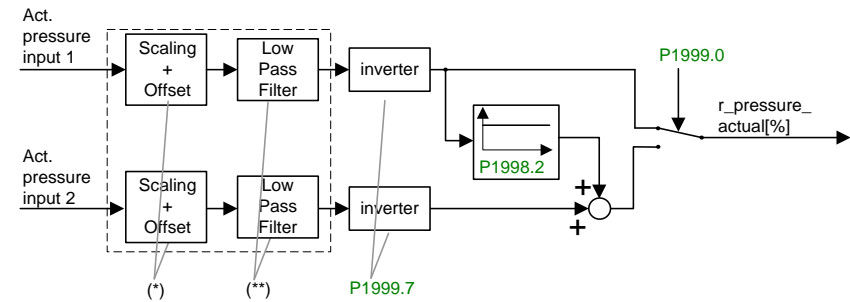 Act.
pressure
input 1
Scaling
+
Offset
Low
Pass
Filter
inverter
P1999.0
r_pressure_
actual[%]
P1998.2
Act.
pressure
input 2
Scaling
+
Offset
Low
Pass
Filter
inverter
+
+
(*)
(**)
P1999.7